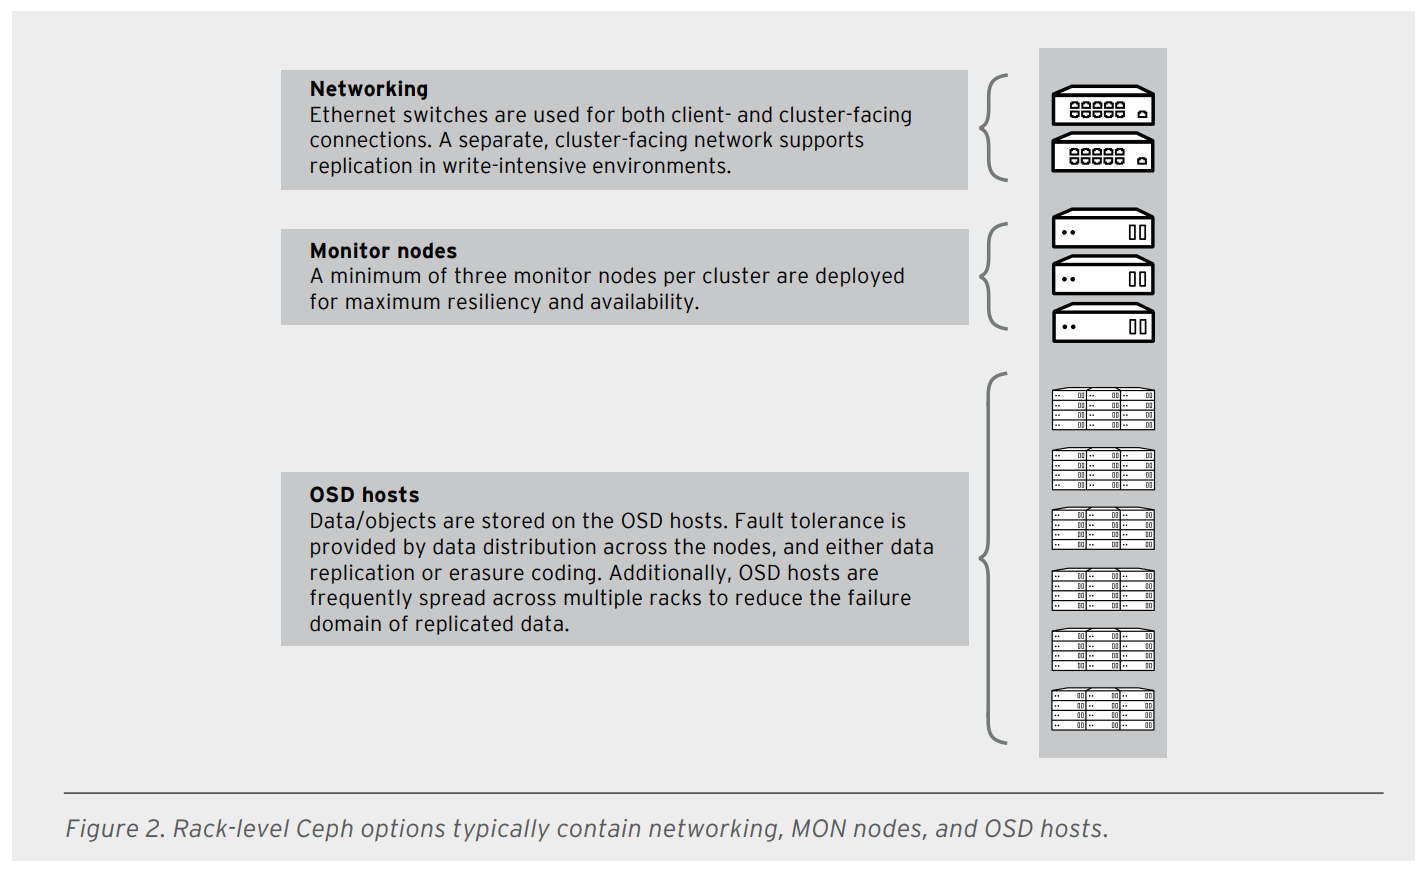 Networking
Ethernet switches are used for both client- and cluster-facing
connections. A separate, cluster-facing network supports
replication in write-intensive environments.
Monitor nodes
A minimum of three monitor nodes per cluster are deployed
for maximum resiliency and availability.
OSD hosts
Data/objects are stored on the OSD hosts. Fault tolerance is
provided by data distribution across the nodes, and either data
replication or erasure coding. Additionally, OSD hosts are
frequently spread across multiple racks to reduce the failure
domain of replicated data.
Figure 2. Rack-level Ceph options typically contain networking, MON nodes, and OSD hosts.